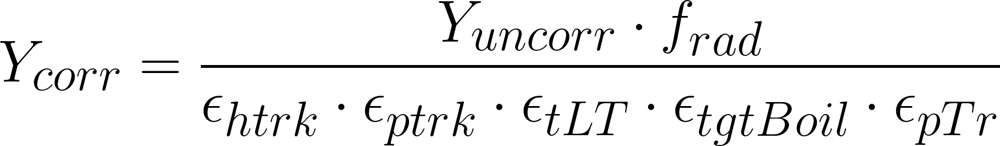 Y_{corr} = \frac{Y_{uncorr} \cdot f_{rad}}{\epsilon_{htrk} \cdot \epsilon_{ptrk} \cdot \epsilon_{tLT} \cdot \epsilon_{tgtBoil} \cdot \epsilon_{pTr}}